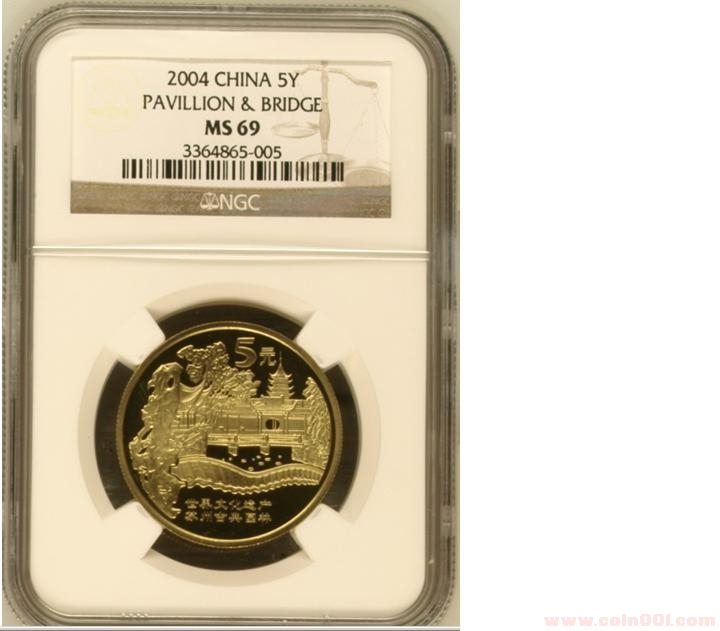 2004 CHINA 5Y
PAVILLION & BRIDGE
MS 69
3364865-005
NGC
5元
世界文化遗产
苏州古典园林
www.coin001.com